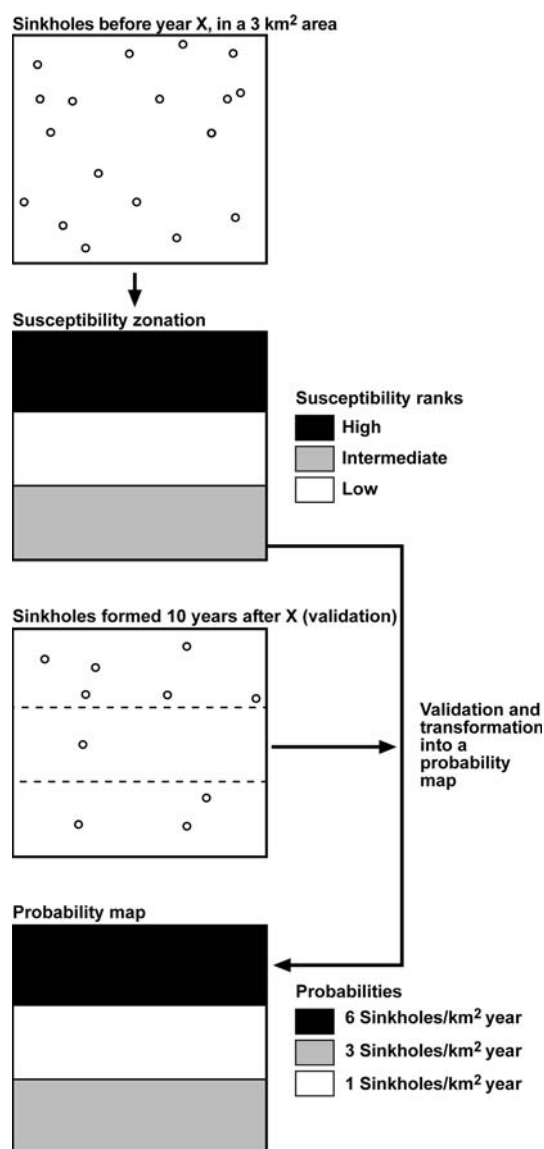 Sinkholes before year X, in a 3 km² area
Susceptibility zonation
Susceptibility ranks
High
Intermediate
Low
Sinkholes formed 10 years after X (validation)
Validation and
transformation
into a
probability
map
Probability map
Probabilities
6 Sinkholes/km² year
3 Sinkholes/km² year
1 Sinkholes/km² year